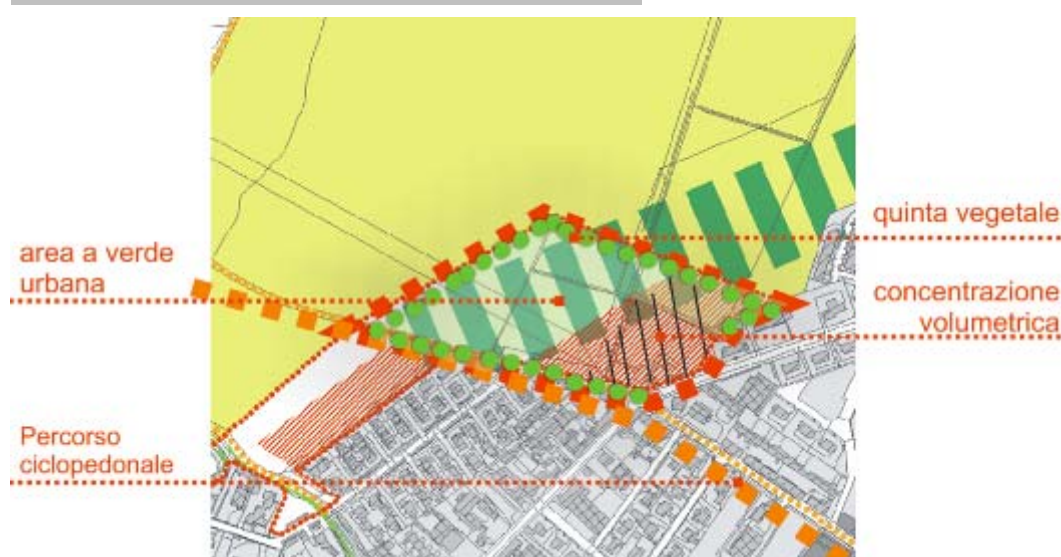 quinta vegetale
area a verde
urbana
concentrazione
volumetrica
Percorso
ciclopedonale